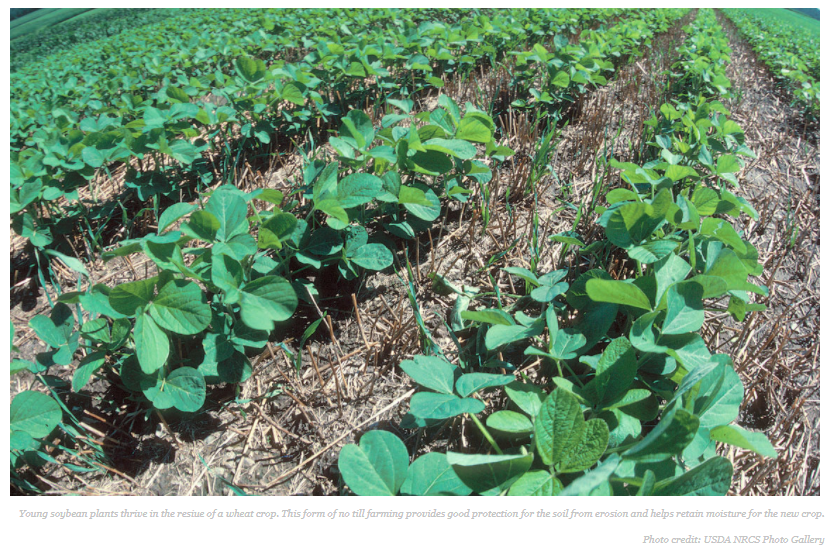 Young soybean plants thrive in the resiue of a wheat crop. This form of no till farming provides good protection for the soil from erosion and helps retain moisture for the new crop.
Photo credit: USDA NRCS Photo Gallery